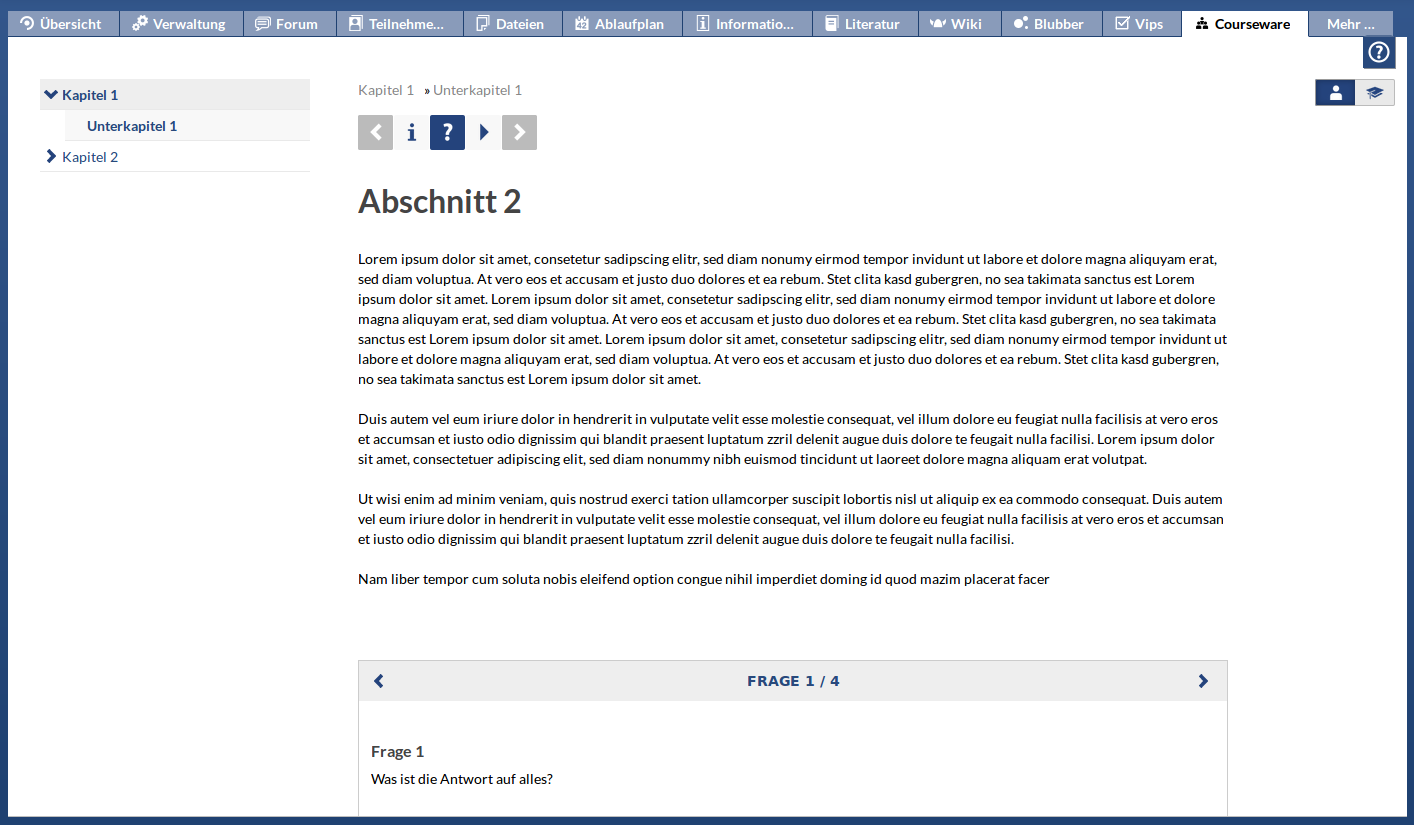 Übersicht Verwaltung Forum Teilnehme... Dateien Ablaufplan Informatio... Literatur Wiki Blubber Vips Courseware Mehr ...
Kapitel 1
Unterkapitel 1
Kapitel 2
Kapitel 1 » Unterkapitel 1
Abschnitt 2
Lorem ipsum dolor sit amet, consetetur sadipscing elitr, sed diam nonumy eirmod tempor invidunt ut labore et dolore magna aliquyam erat,
sed diam voluptua. At vero eos et accusam et justo duo dolores et ea rebum. Stet clita kasd gubergren, no sea takimata sanctus est Lorem
ipsum dolor sit amet. Lorem ipsum dolor sit amet, consetetur sadipscing elitr, sed diam nonumy eirmod tempor invidunt ut labore et dolore
magna aliquyam erat, sed diam voluptua. At vero eos et accusam et justo duo dolores et ea rebum. Stet clita kasd gubergren, no sea takimata
sanctus est Lorem ipsum dolor sit amet. Lorem ipsum dolor sit amet, consetetur sadipscing elitr, sed diam nonumy eirmod tempor invidunt ut
labore et dolore magna aliquyam erat, sed diam voluptua. At vero eos et accusam et justo duo dolores et ea rebum. Stet clita kasd gubergren,
no sea takimata sanctus est Lorem ipsum dolor sit amet.
Duis autem vel eum iriure dolor in hendrerit in vulputate velit esse molestie consequat, vel illum dolore eu feugiat nulla facilisis at vero eros
et accumsan et iusto odio dignissim qui blandit praesent luptatum zzril delenit augue duis dolore te feugait nulla facilisi. Lorem ipsum dolor
sit amet, consectetuer adipiscing elit, sed diam nonummy nibh euismod tincidunt ut laoreet dolore magna aliquam erat volutpat.
Ut wisi enim ad minim veniam, quis nostrud exerci tation ullamcorper suscipit lobortis nisl ut aliquip ex ea commodo consequat. Duis autem
vel eum iriure dolor in hendrerit in vulputate velit esse molestie consequat, vel illum dolore eu feugiat nulla facilisis at vero eros et accumsan
et iusto odio dignissim qui blandit praesent luptatum zzril delenit augue duis dolore te feugait nulla facilisi.
Nam liber tempor cum soluta nobis eleifend option congue nihil imperdiet doming id quod mazim placerat facer
FRAGE 1 / 4
Frage 1
Was ist die Antwort auf alles?